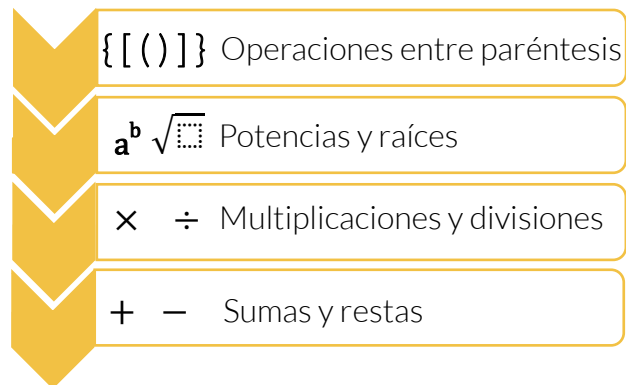 {[()]} Operaciones entre paréntesis
aᵇ √ Potencias y raíces
× ÷ Multiplicaciones y divisiones
+ − Sumas y restas